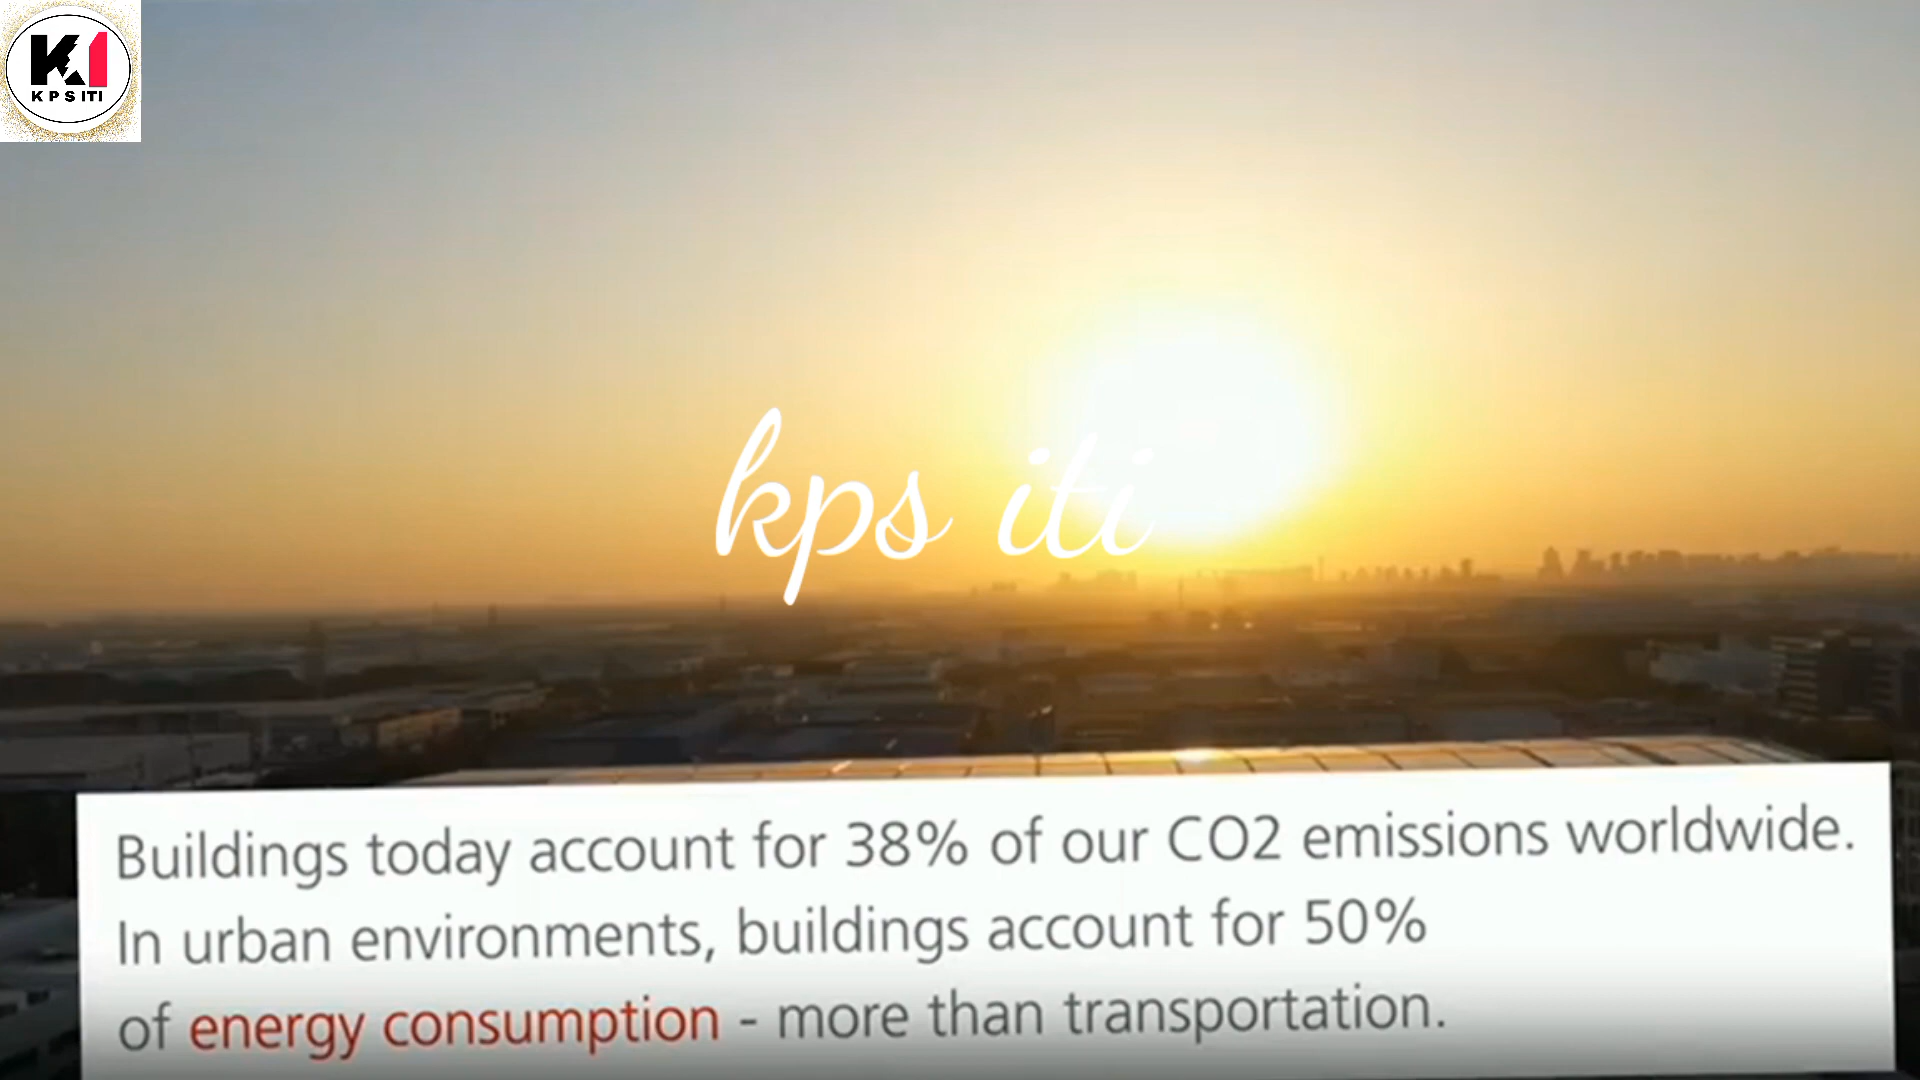 K1
KPS ITI
kps iti
Buildings today account for 38% of our CO2 emissions worldwide.
In urban environments, buildings account for 50%
of energy consumption - more than transportation.